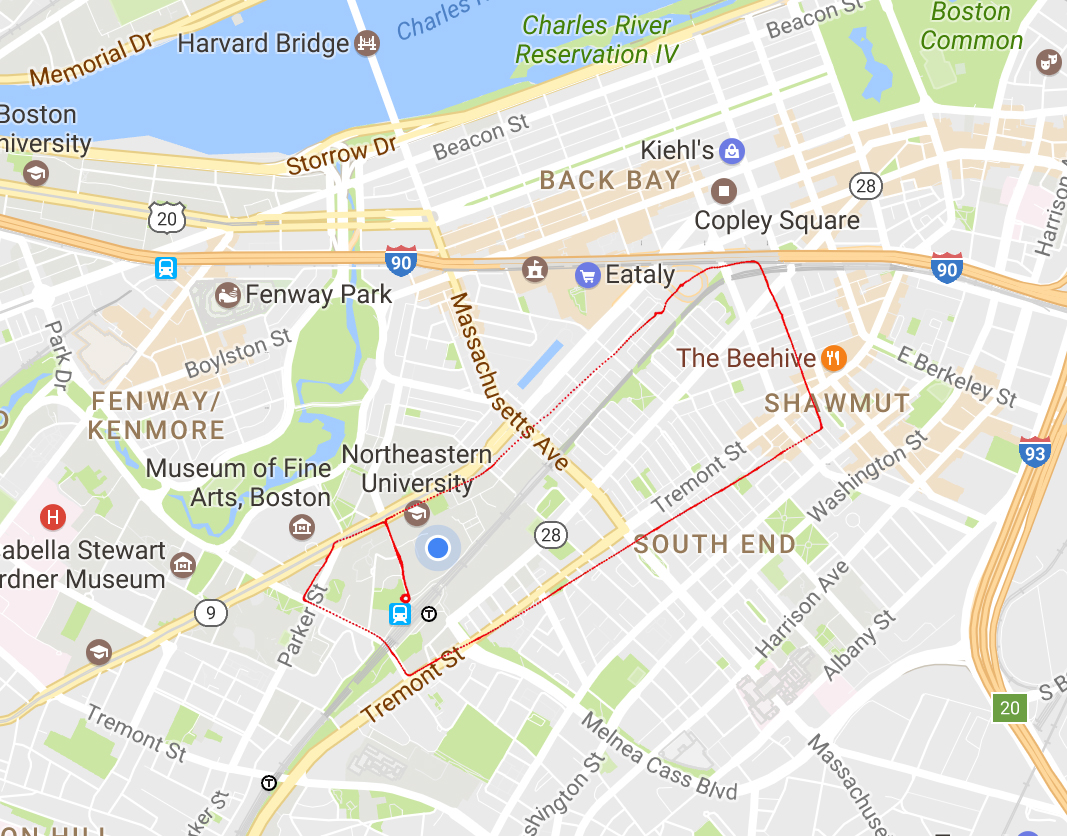 Charles
Boston
Common
Charles River
Reservation IV
Beacon St
Harvard Bridge
Memorial Dr
Boston
niversity
Beacon St
Storrow Dr
Kiehl's
BACK BAY
28
Harrison A
20
Copley Square
90
Eataly
90
Fenway Park
Massachusetts Ave
Park Dr
Boylston St
The Beehive
E Berkeley St
SHAWMUT
FENWAY/
KENMORE
93
Northeastern
University
Museum of Fine
Arts, Boston
Tremont St
Washington St
H
28
SOUTH END
abella Stewart
rdner Museum
9
Parker St
T
Harrison Ave
Albany St
Tremont St
S B
20
Tremont St
Melnea Cass Blvd
Massachuse
T
shington St
rker St
ON HILL